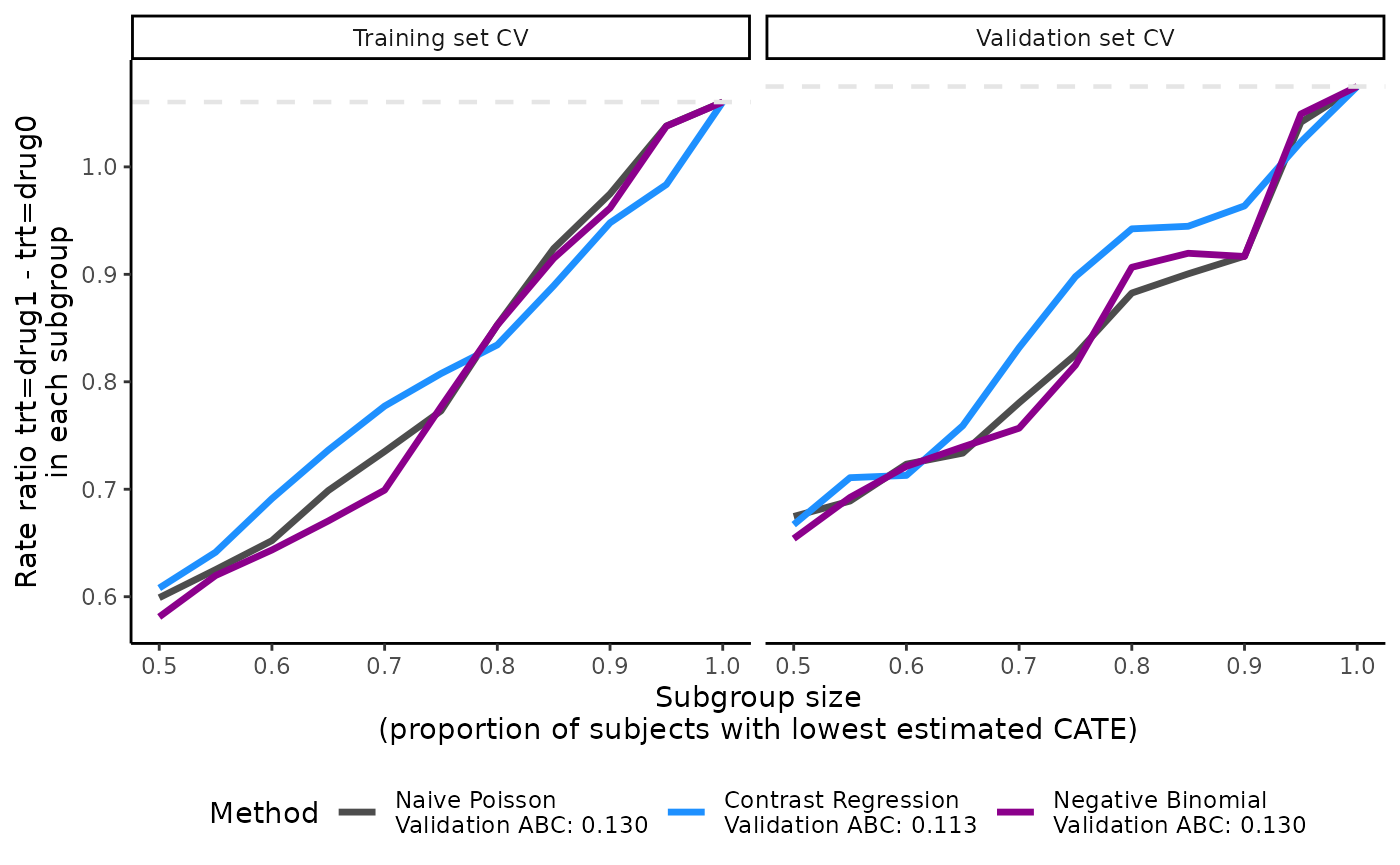 Training set CV
Validation set CV
Rate ratio trt=drug1 - trt=drug0
in each subgroup
1.0
0.9
0.8
0.7
0.6
0.5 0.6 0.7 0.8 0.9 1.0
0.5 0.6 0.7 0.8 0.9 1.0
Subgroup size
(proportion of subjects with lowest estimated CATE)
Method
Naive Poisson
Validation ABC: 0.130
Contrast Regression
Validation ABC: 0.113
Negative Binomial
Validation ABC: 0.130